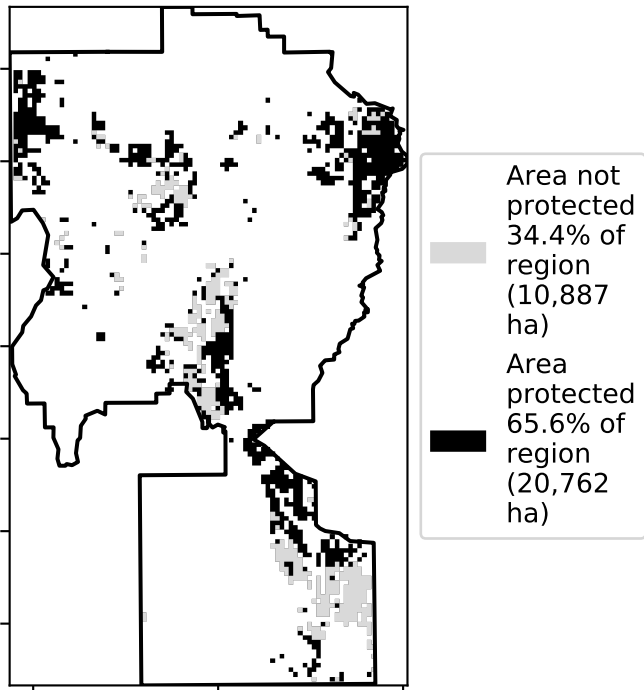 Area not
protected
34.4% of
region
(10,887
ha)
Area
protected
65.6% of
region
(20,762
ha)